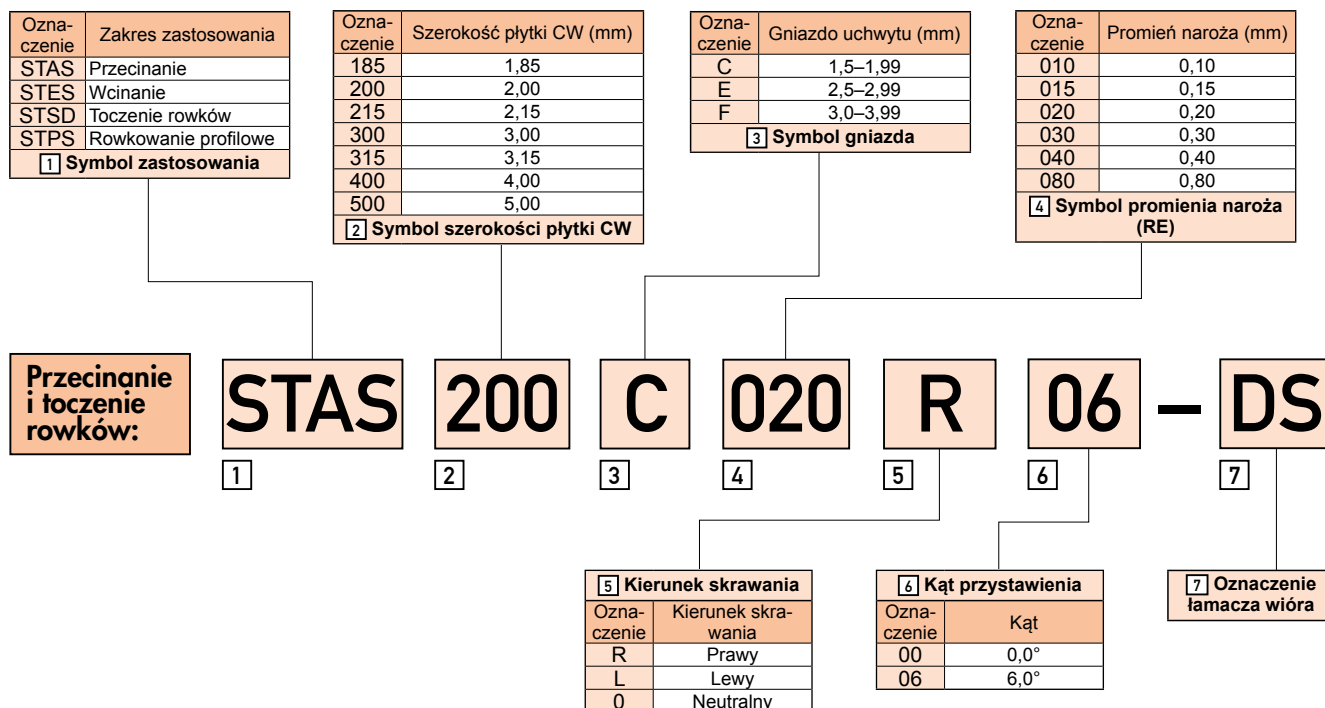 Ozna-
czenie
Zakres zastosowania
STAS Przecinanie
STES Wcinanie
STSD Toczenie rowków
STPS Rowkowanie profilowe
1 Symbol zastosowania
Ozna-
czenie
Szerokość płytki CW (mm)
185 1,85
200 2,00
215 2,15
300 3,00
315 3,15
400 4,00
500 5,00
2 Symbol szerokości płytki CW
Ozna-
czenie
Gniazdo uchwytu (mm)
C 1,5–1,99
E 2,5–2,99
F 3,0–3,99
3 Symbol gniazda
Ozna-
czenie
Promień naroża (mm)
010 0,10
015 0,15
020 0,20
030 0,30
040 0,40
080 0,80
4 Symbol promienia naroża
(RE)
Przecinanie
i toczenie
rowków:
STAS 200 C 020 R 06 – DS
1 2 3 4 5 6 7
5 Kierunek skrawania
Ozna-
czenie
Kierunek skra-
wania
R Prawy
L Lewy
0 Neutralny
6 Kąt przystawienia
Ozna-
czenie
Kąt
00 0,0°
06 6,0°
7 Oznaczenie
łamacza wióra